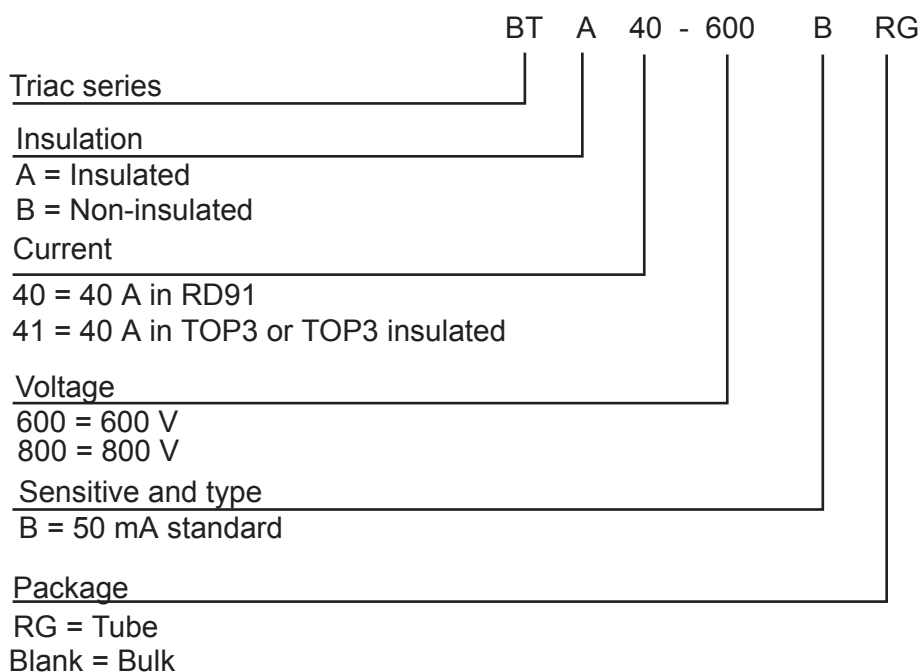 BT A 40 - 600 B RG
Triac series
Insulation
A = Insulated
B = Non-insulated
Current
40 = 40 A in RD91
41 = 40 A in TOP3 or TOP3 insulated
Voltage
600 = 600 V
800 = 800 V
Sensitive and type
B = 50 mA standard
Package
RG = Tube
Blank = Bulk